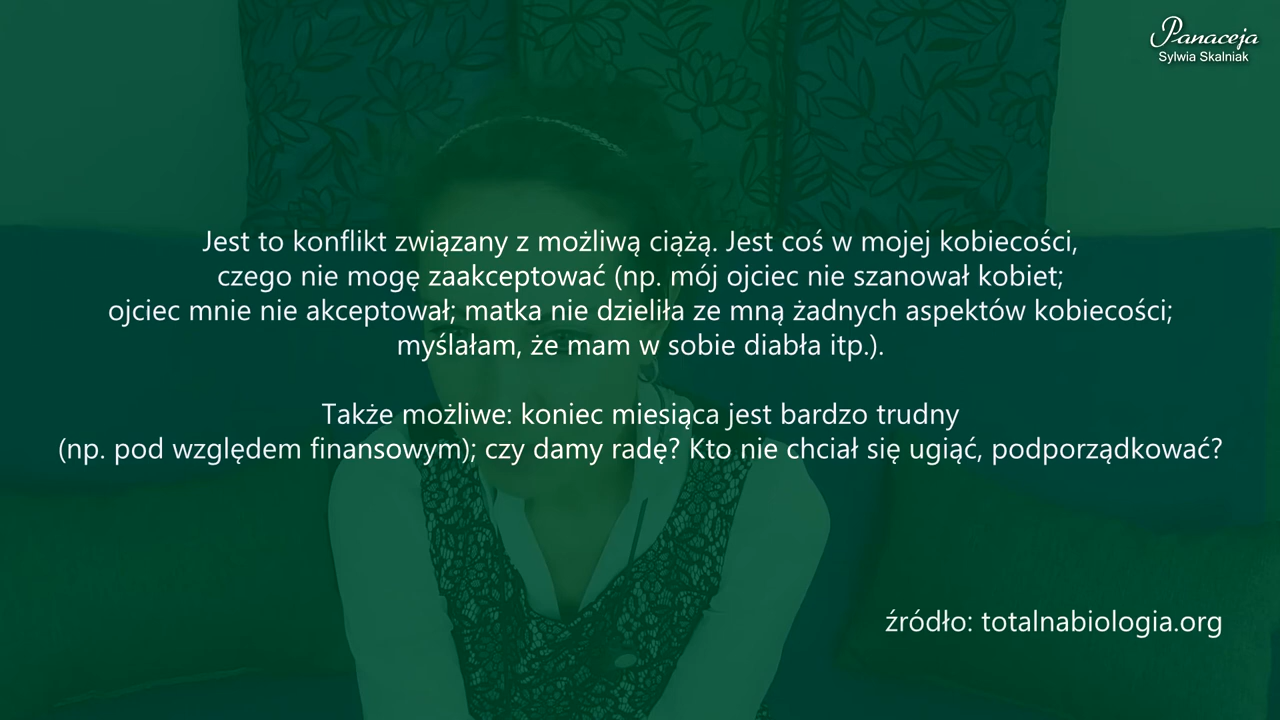 Panaceja
Sylwia Skalniak
Jest to konflikt związany z możliwą ciążą. Jest coś w mojej kobiecości,
czego nie mogę zaakceptować (np. mój ojciec nie szanował kobiet;
ojciec mnie nie akceptował; matka nie dzieliła ze mną żadnych aspektów kobiecości;
myślałam, że mam w sobie diabła itp.).
Także możliwe: koniec miesiąca jest bardzo trudny
(np. pod względem finansowym); czy damy radę? Kto nie chciał się ugiąć, podporządkować?
źródło: totalnabiologia.org